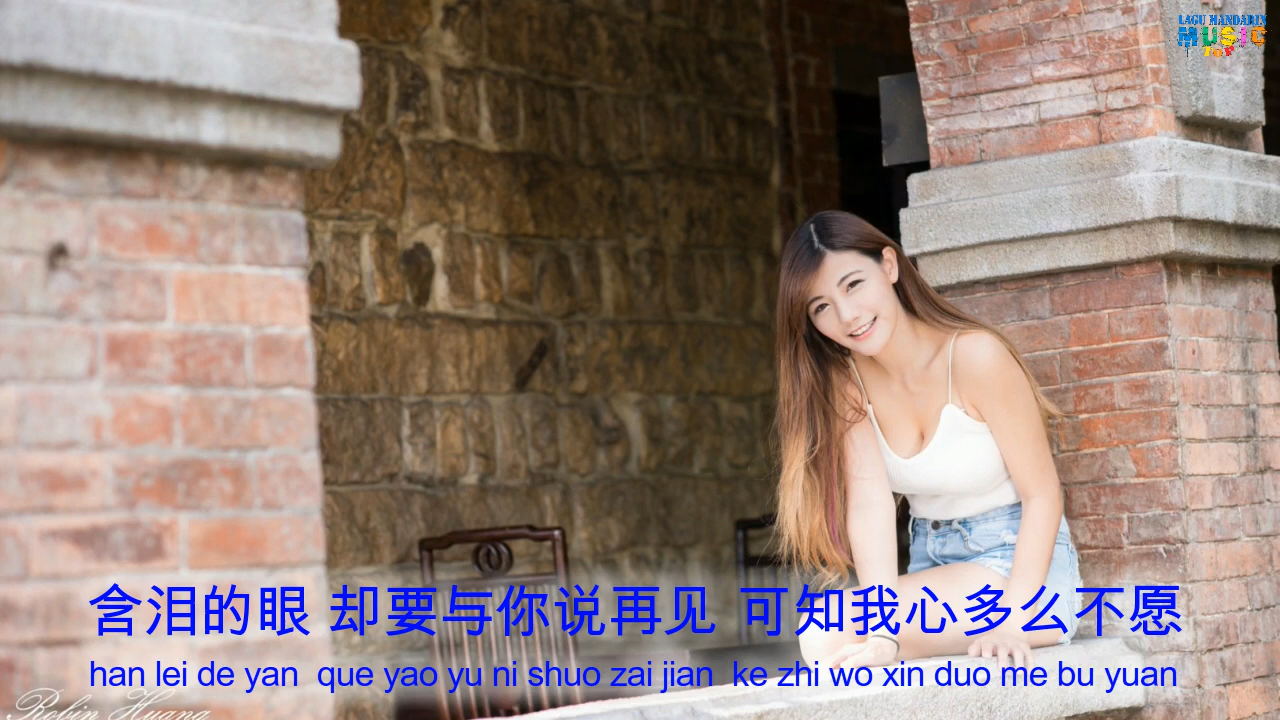 LAGU MANDARIN
MUSIC
TOP
含泪的眼 却要与你说再见 可知我心多么不愿
han lei de yan que yao yu ni shuo zai jian ke zhi wo xin duo me bu yuan
Robin Huang